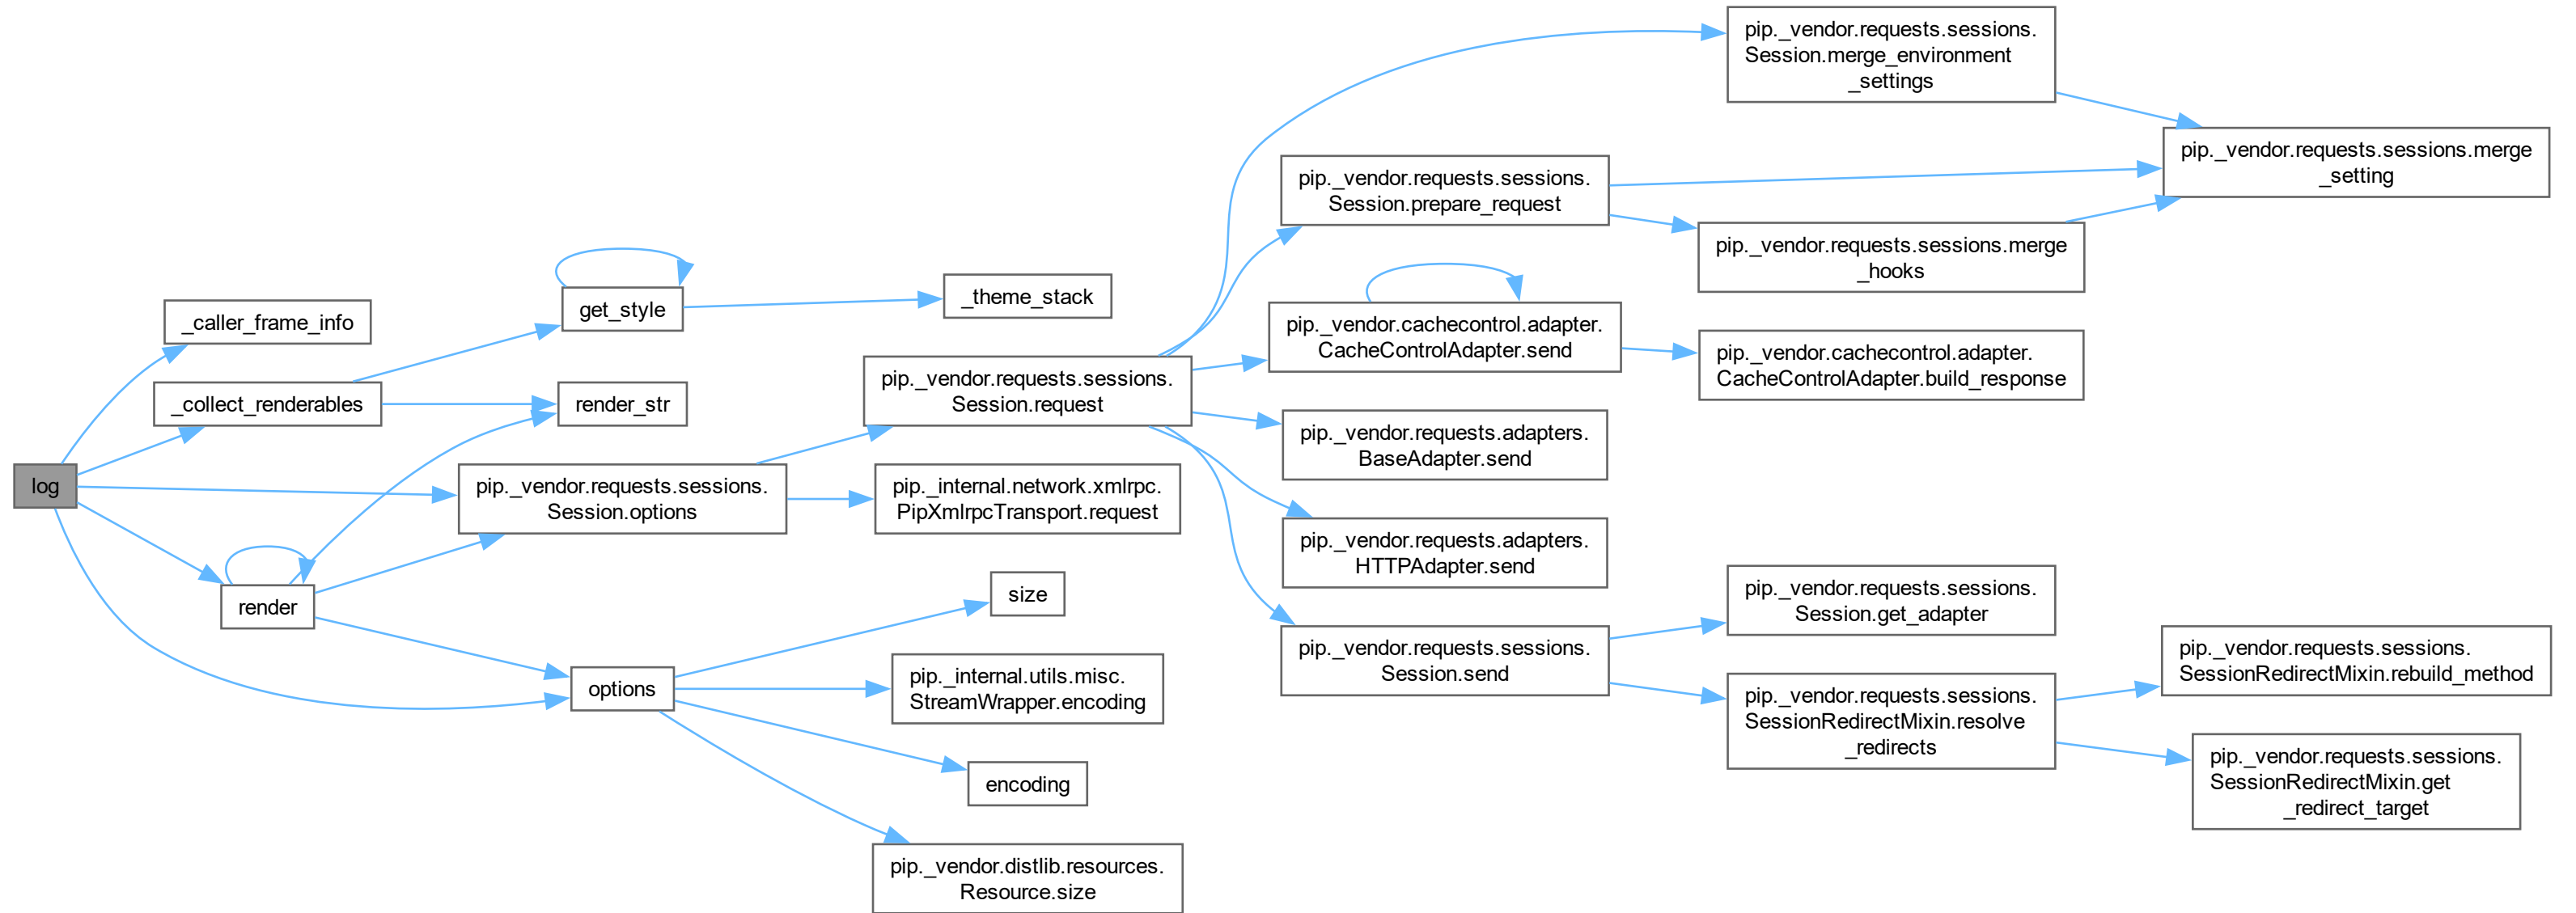 log
_caller_frame_info
_collect_renderables
render
get_style
render_str
pip._vendor.requests.sessions.
Session.options
options
_theme_stack
pip._vendor.requests.sessions.
Session.request
pip._internal.network.xmlrpc.
PipXmlrpcTransport.request
size
pip._internal.utils.misc.
StreamWrapper.encoding
encoding
pip._vendor.distlib.resources.
Resource.size
pip._vendor.requests.sessions.
Session.prepare_request
pip._vendor.cachecontrol.adapter.
CacheControlAdapter.send
pip._vendor.requests.adapters.
BaseAdapter.send
pip._vendor.requests.adapters.
HTTPAdapter.send
pip._vendor.requests.sessions.
Session.send
pip._vendor.requests.sessions.
Session.merge_environment
_settings
pip._vendor.requests.sessions.merge
_hooks
pip._vendor.cachecontrol.adapter.
CacheControlAdapter.build_response
pip._vendor.requests.sessions.
Session.get_adapter
pip._vendor.requests.sessions.
SessionRedirectMixin.resolve
_redirects
pip._vendor.requests.sessions.merge
_setting
pip._vendor.requests.sessions.
SessionRedirectMixin.rebuild_method
pip._vendor.requests.sessions.
SessionRedirectMixin.get
_redirect_target